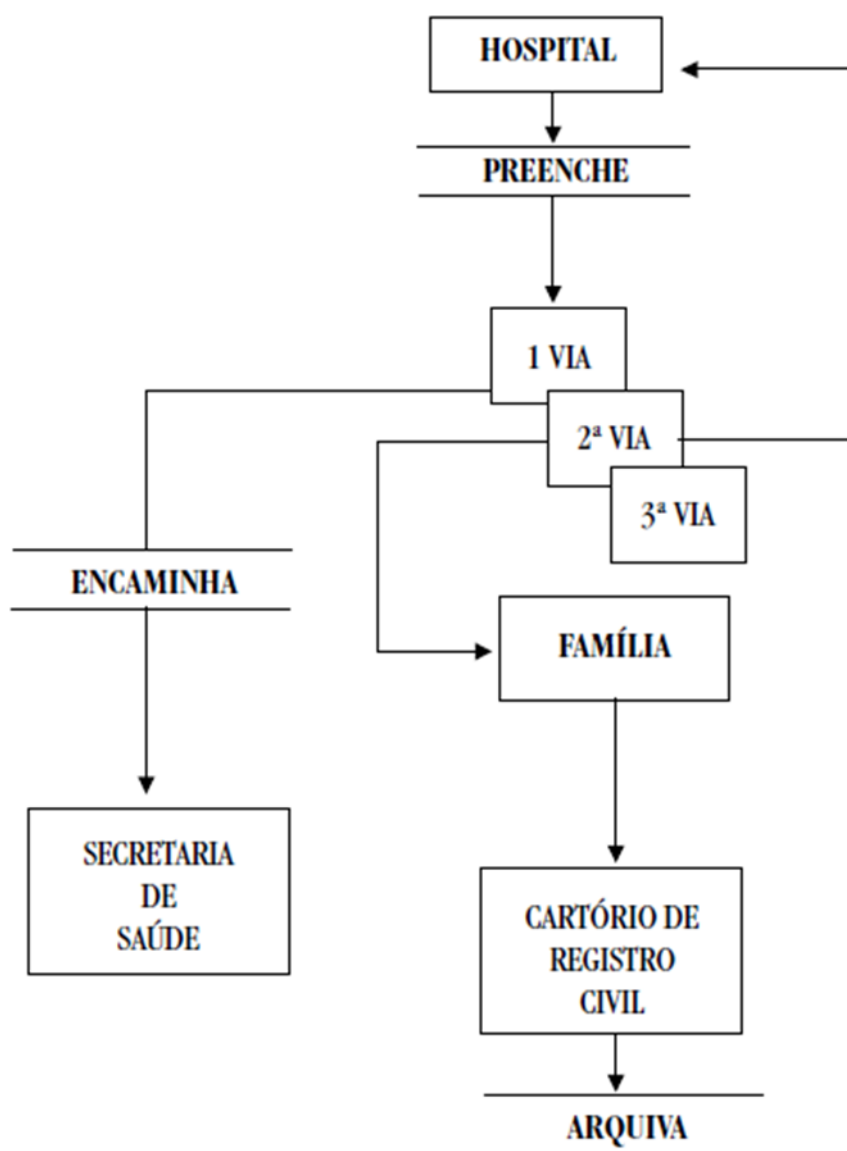 HOSPITAL
PREENCHE
1 VIA
2ª VIA
3ª VIA
ENCAMINHA
FAMÍLIA
SECRETARIA
DE
SAÚDE
CARTÓRIO DE
REGISTRO
CIVIL
ARQUIVA